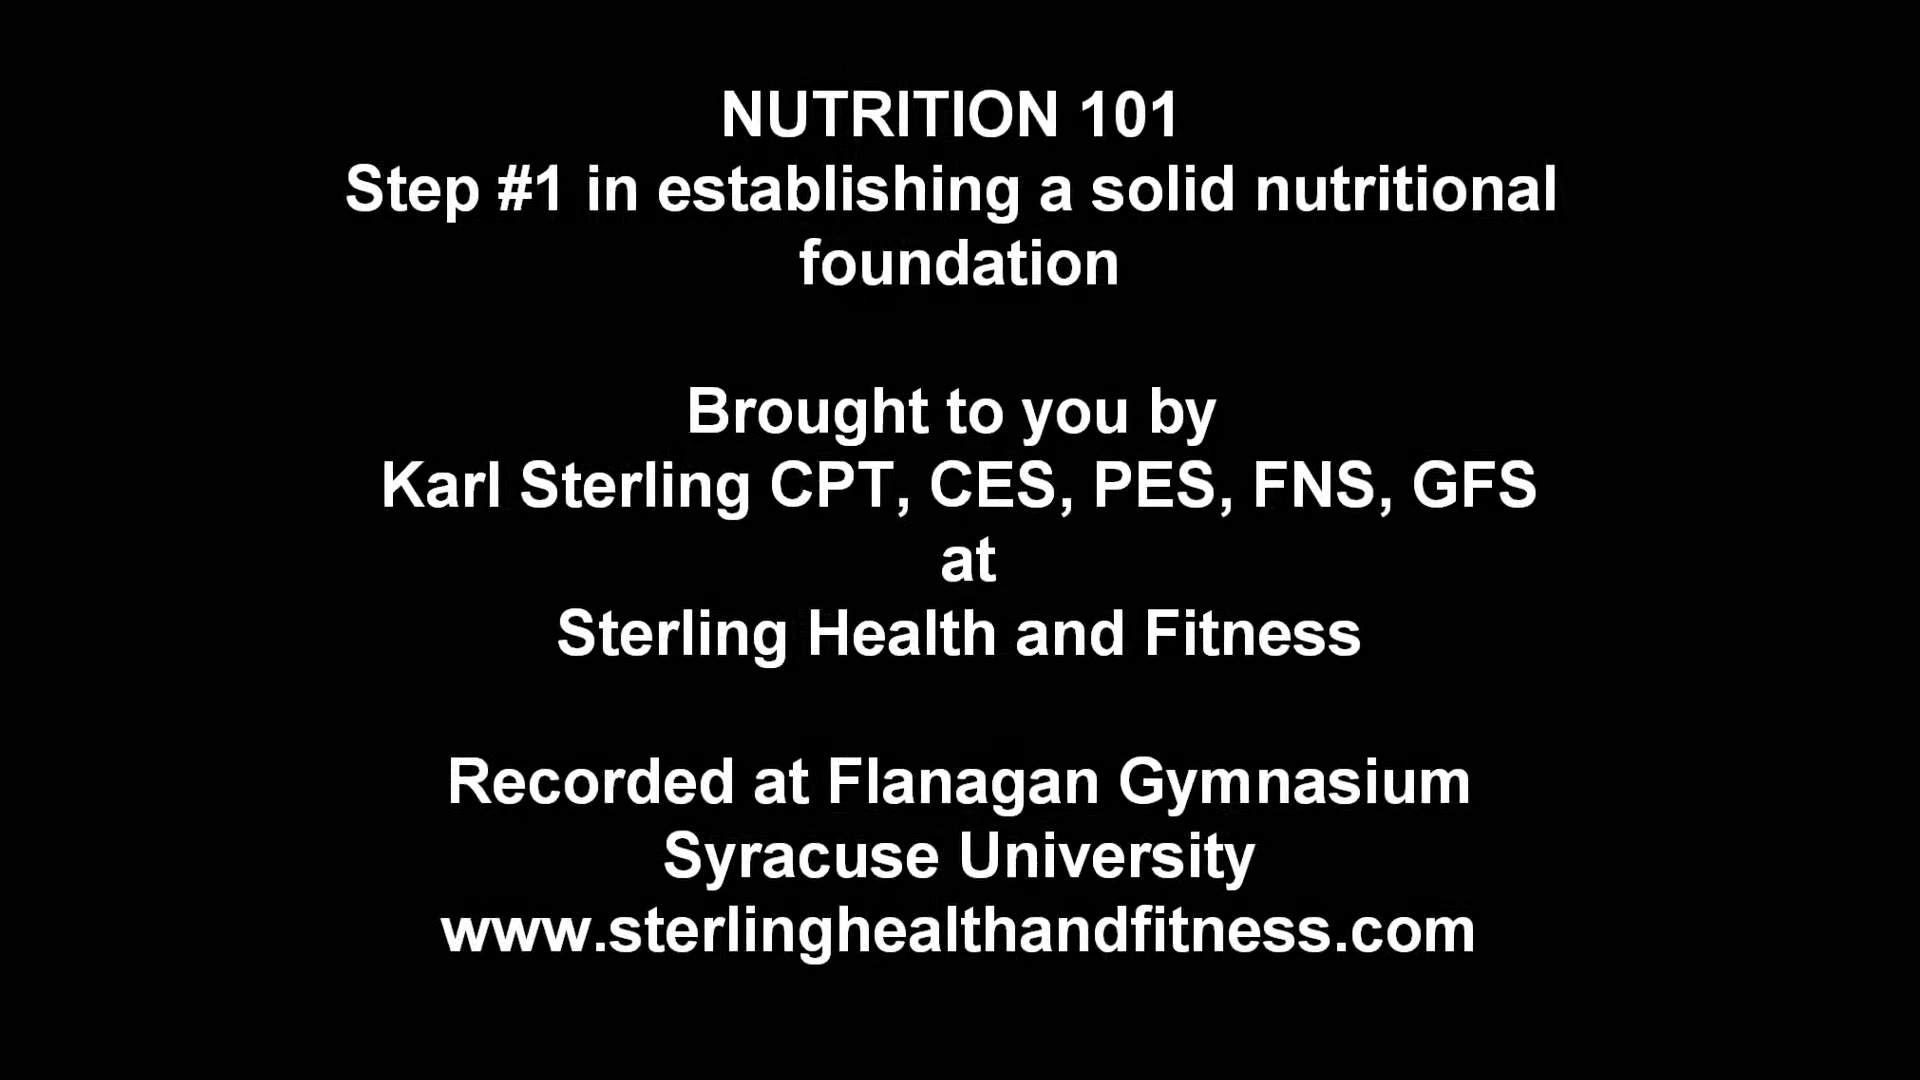 NUTRITION 101
Step #1 in establishing a solid nutritional
foundation
Brought to you by
Karl Sterling CPT, CES, PES, FNS, GFS
at
Sterling Health and Fitness
Recorded at Flanagan Gymnasium
Syracuse University
www.sterlinghealthandfitness.com